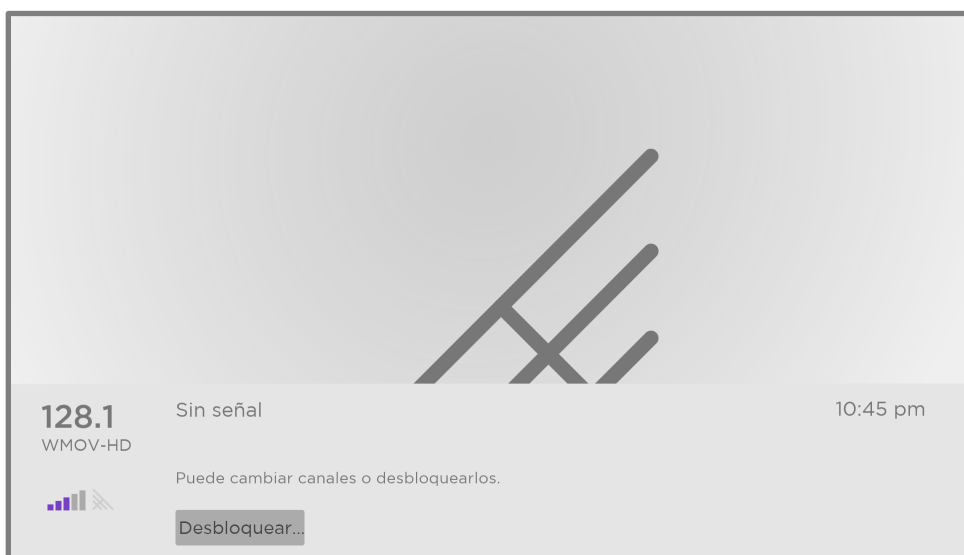 128.1
Sin señal
10:45 pm
WMOV-HD
Puede cambiar canales o desbloquearlos.
Desbloquear...